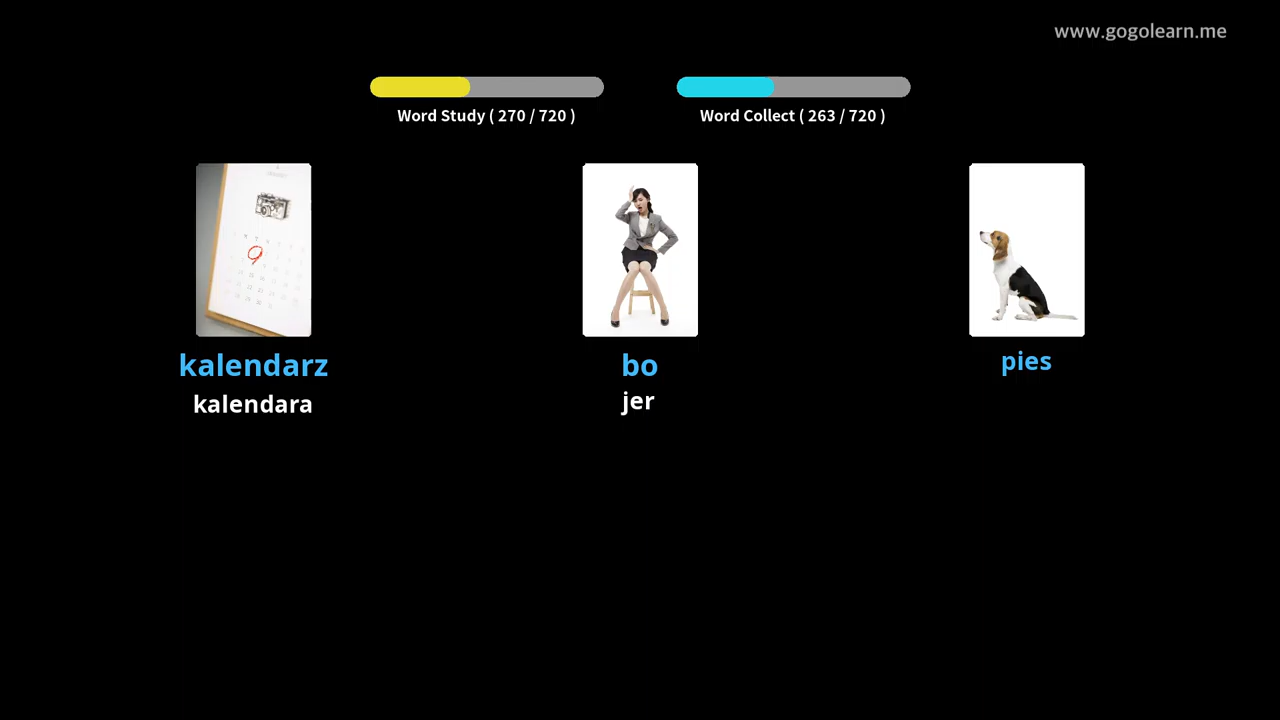 www.gogolearn.me
Word Study ( 270 / 720 )
Word Collect ( 263 / 720 )
kalendarz
kalendara
bo
jer
pies